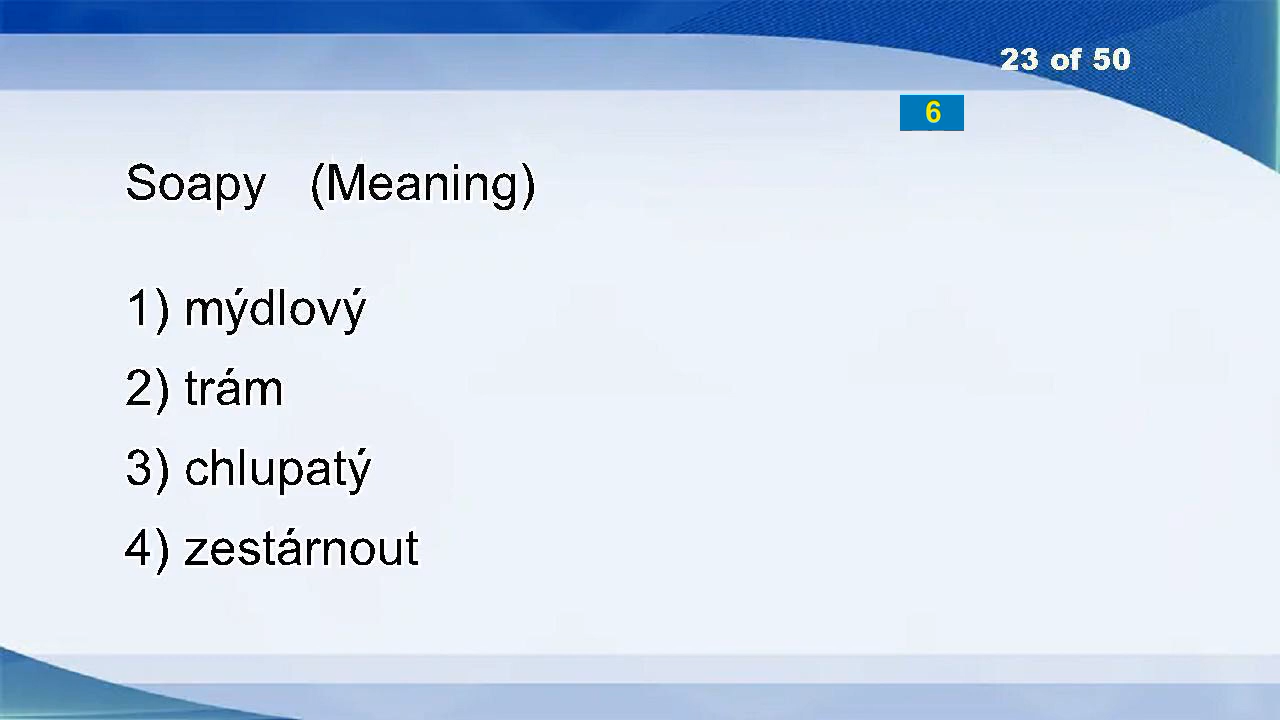 23 of 50
6
Soapy (Meaning)
1) mýdlový
2) trám
3) chlupatý
4) zestárnout